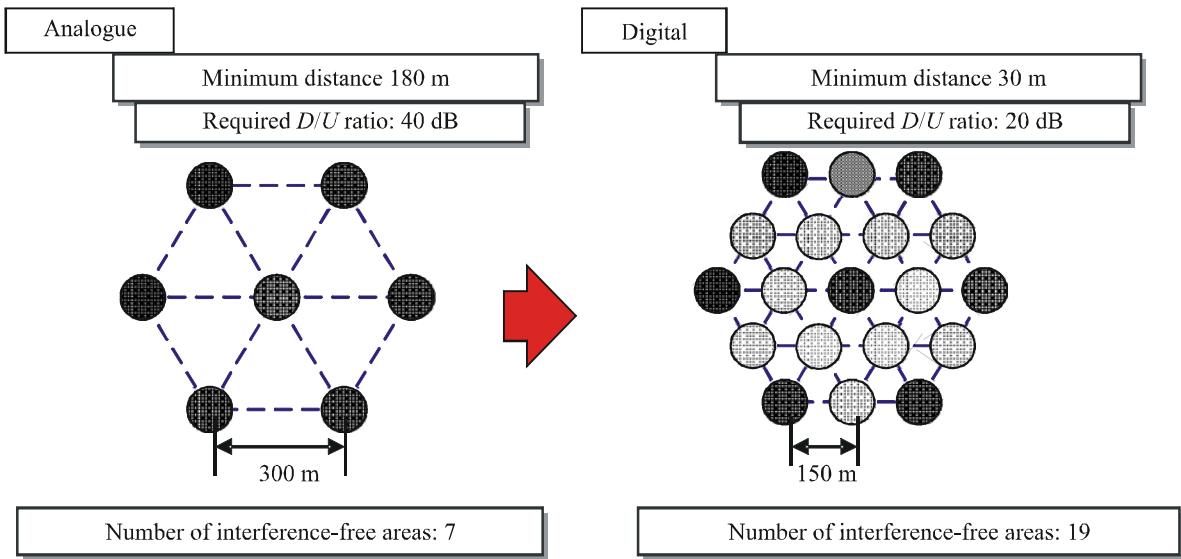 Analogue
Minimum distance 180 m
Required D/U ratio: 40 dB
300 m
Number of interference-free areas: 7
Digital
Minimum distance 30 m
Required D/U ratio: 20 dB
150 m
Number of interference-free areas: 19